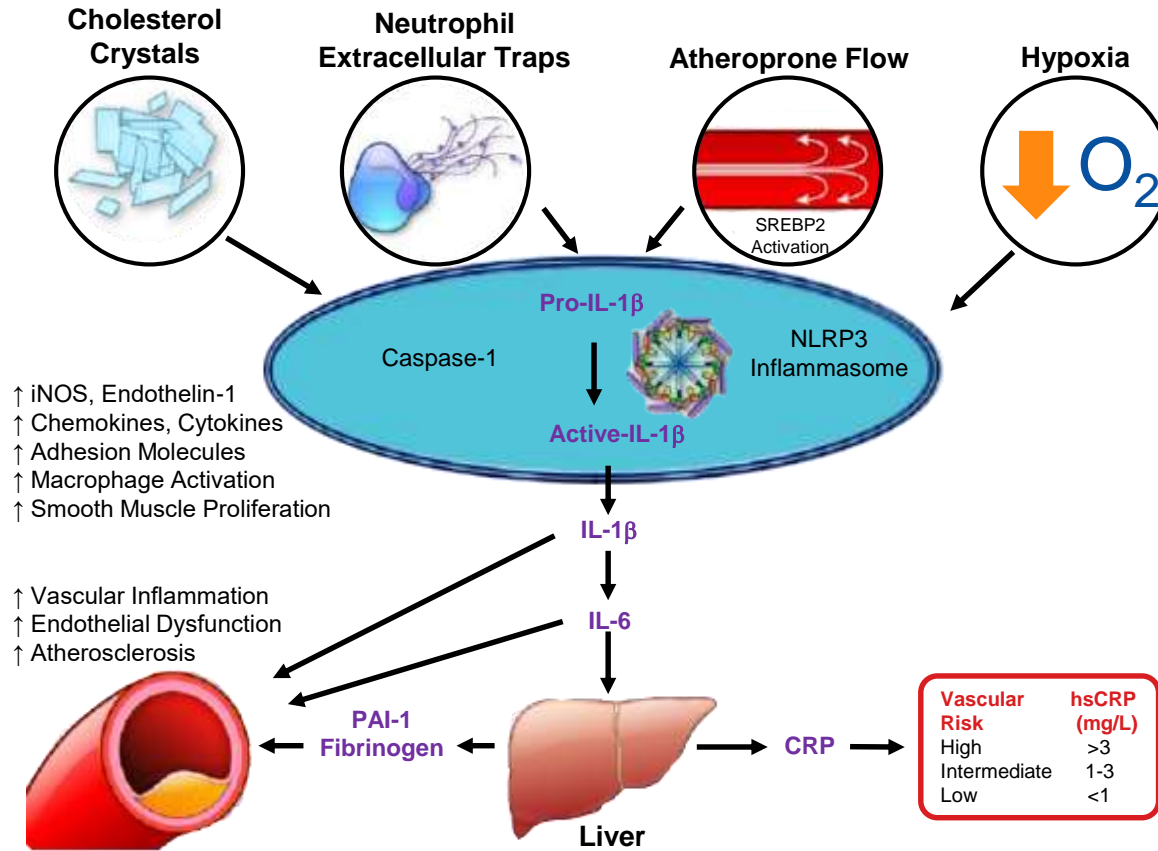 Cholesterol
Crystals
Neutrophil
Extracellular Traps
Atheroprone Flow
Hypoxia
SREBP2
Activation
O2
Pro-IL-1β
Caspase-1
NLRP3
Inflammasome
Active-IL-1β
↑ iNOS, Endothelin-1
↑ Chemokines, Cytokines
↑ Adhesion Molecules
↑ Macrophage Activation
↑ Smooth Muscle Proliferation
IL-1β
↑ Vascular Inflammation
↑ Endothelial Dysfunction
↑ Atherosclerosis
IL-6
PAI-1
Fibrinogen
Liver
CRP
Vascular hsCRP
Risk (mg/L)
High >3
Intermediate 1-3
Low <1